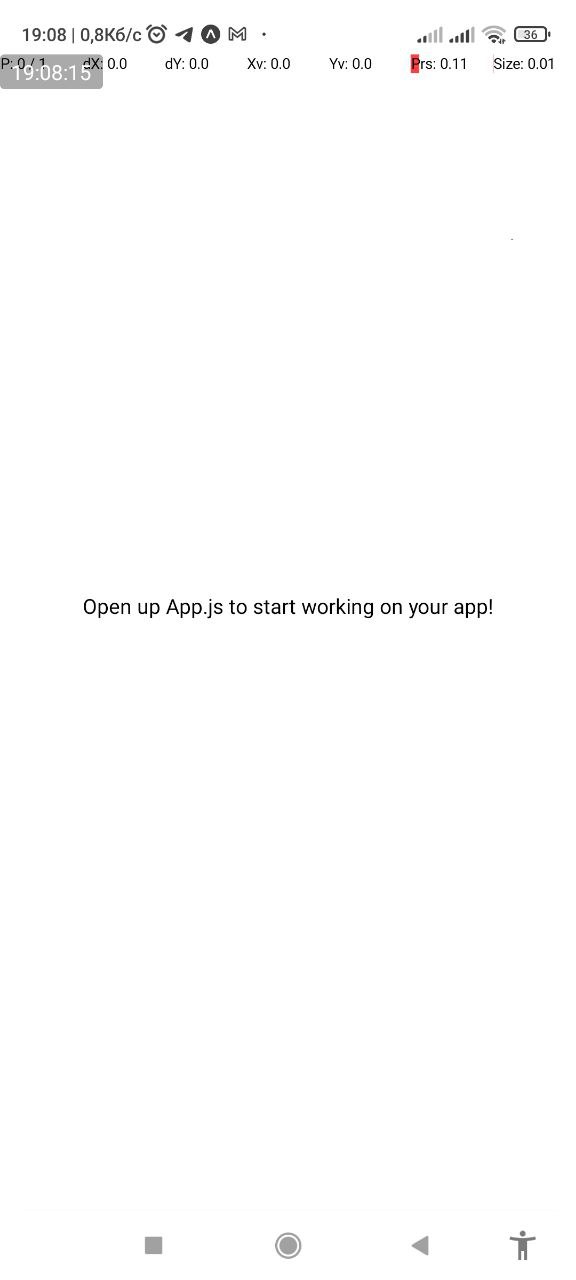 19:08 | 0,8Кб/с 36
P: 0 / 1 dX: 0.0 dY: 0.0 Xv: 0.0 Yv: 0.0 Prs: 0.11 Size: 0.01
19:08:15
Open up App.js to start working on your app!